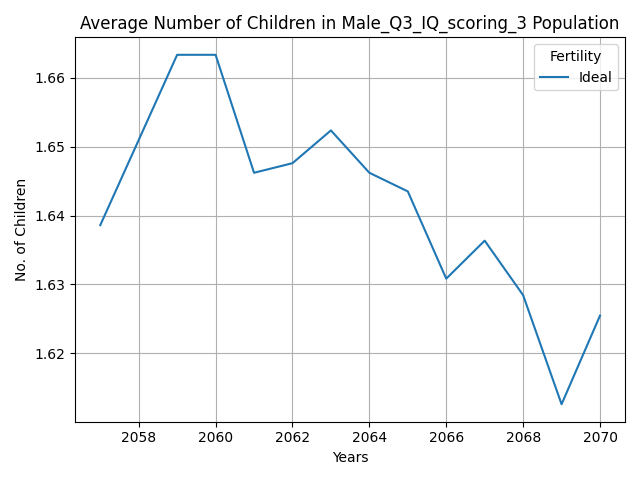 Average Number of Children in Male_Q3_IQ_scoring_3 Population
Fertility
Ideal
1.66
1.65
1.64
1.63
1.62
No. of Children
2058 2060 2062 2064 2066 2068 2070
Years